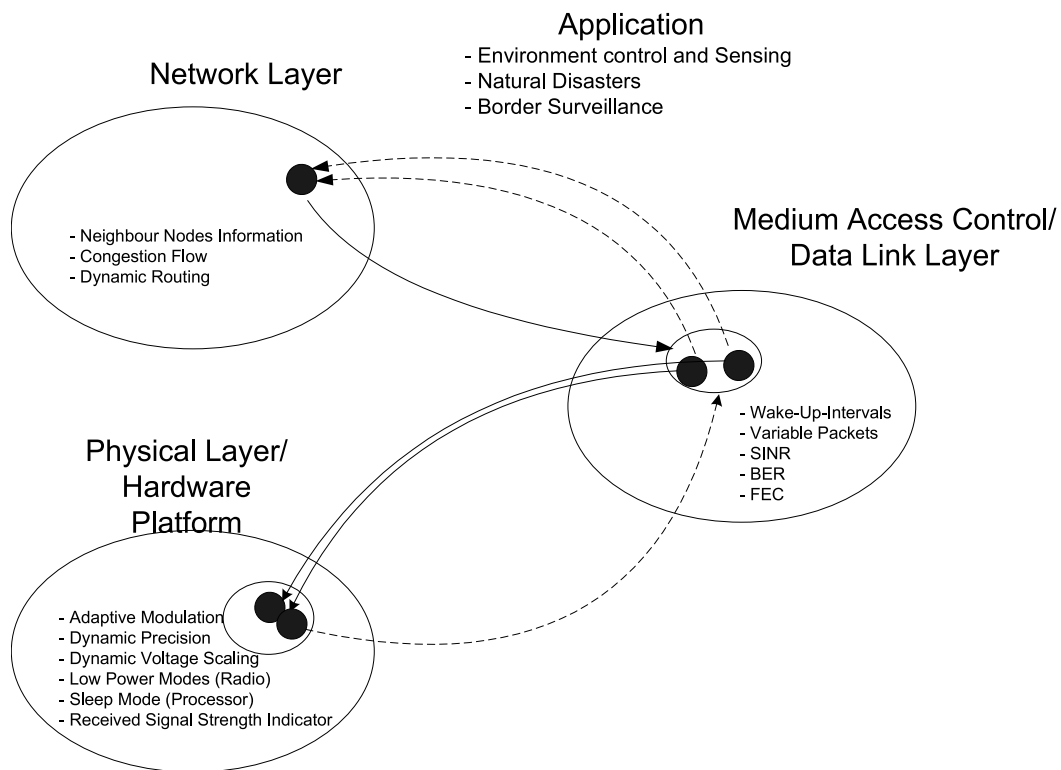 Application
- Environment control and Sensing
- Natural Disasters
- Border Surveillance
Network Layer
- Neighbour Nodes Information
- Congestion Flow
- Dynamic Routing
Medium Access Control/
Data Link Layer
- Wake-Up-Intervals
- Variable Packets
- SINR
- BER
- FEC
Physical Layer/
Hardware
Platform
- Adaptive Modulation
- Dynamic Precision
- Dynamic Voltage Scaling
- Low Power Modes (Radio)
- Sleep Mode (Processor)
- Received Signal Strength Indicator